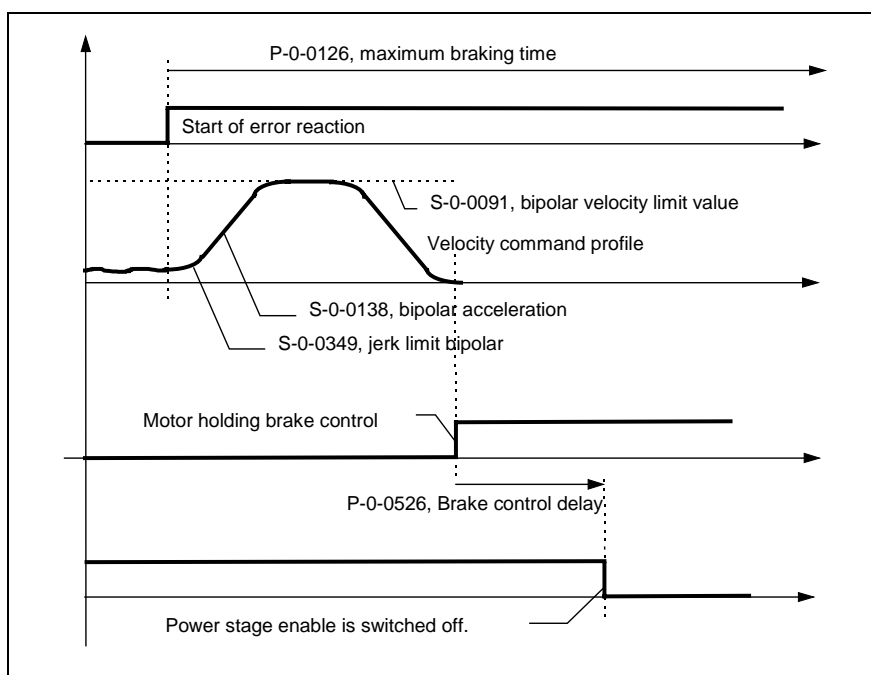 P-0-0126, maximum braking time
Start of error reaction
S-0-0091, bipolar velocity limit value
Velocity command profile
S-0-0138, bipolar acceleration
S-0-0349, jerk limit bipolar
Motor holding brake control
P-0-0526, Brake control delay
Power stage enable is switched off.